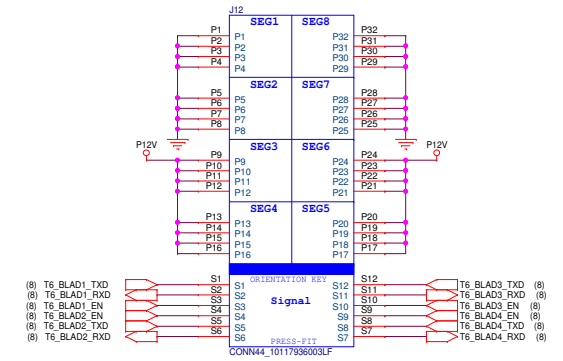 J12
SEG1 SEG8
P1 P1 P32 P32
P2 P2 P31 P31
P3 P3 P30 P30
P4 P4 P29 P29
SEG2 SEG7
P5 P5 P28 P28
P6 P6 P27 P27
P7 P7 P26 P26
P8 P8 P25 P25
P12V SEG3 SEG6 P12V
P9 P9 P24 P24
P10 P10 P23 P23
P11 P11 P22 P22
P12 P12 P21 P21
SEG4 SEG5
P13 P13 P20 P20
P14 P14 P19 P19
P15 P15 P18 P18
P16 P16 P17 P17
ORIENTATION KEY
(8) T6_BLAD1_TXD S1 S1 S12 S12 T6_BLAD3_TXD (8)
(8) T6_BLAD1_RXD S2 S2 S11 S11 T6_BLAD3_RXD (8)
(8) T6_BLAD1_EN S3 S3 Signal S10 S10 T6_BLAD3_EN (8)
(8) T6_BLAD2_EN S4 S4 S9 S9 T6_BLAD4_EN (8)
(8) T6_BLAD2_TXD S5 S5 S8 S8 T6_BLAD4_TXD (8)
(8) T6_BLAD2_RXD S6 S6 S7 S7 T6_BLAD4_RXD (8)
PRESS-FIT
CONN44_10117936003LF